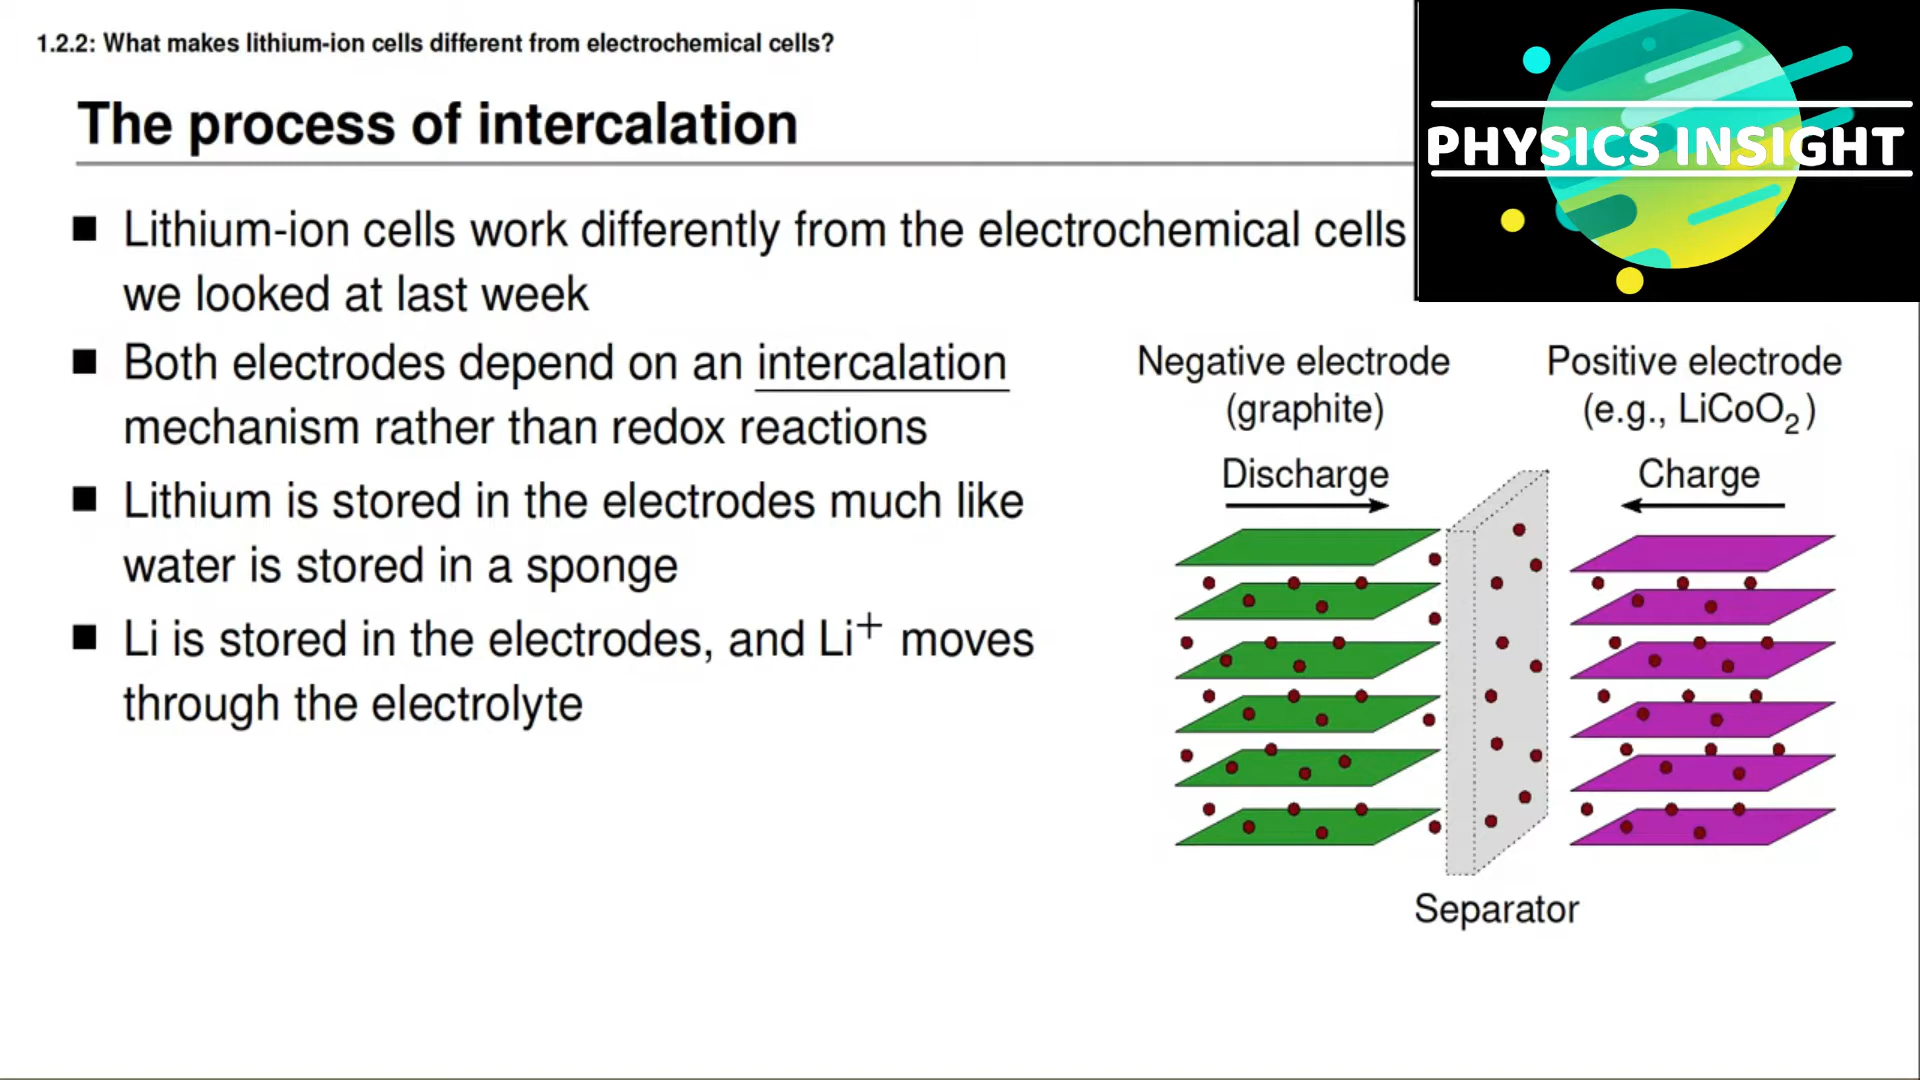 1.2.2: What makes lithium-ion cells different from electrochemical cells?
The process of intercalation
PHYSICS INSIGHT
Lithium-ion cells work differently from the electrochemical cells
we looked at last week
Both electrodes depend on an intercalation
mechanism rather than redox reactions
Lithium is stored in the electrodes much like
water is stored in a sponge
Li is stored in the electrodes, and Li⁺ moves
through the electrolyte
Negative electrode
(graphite)
Discharge
Positive electrode
(e.g., LiCoO₂)
Charge
Separator